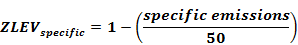 ZLEV_specific = 1 − (specific emissions / 50)